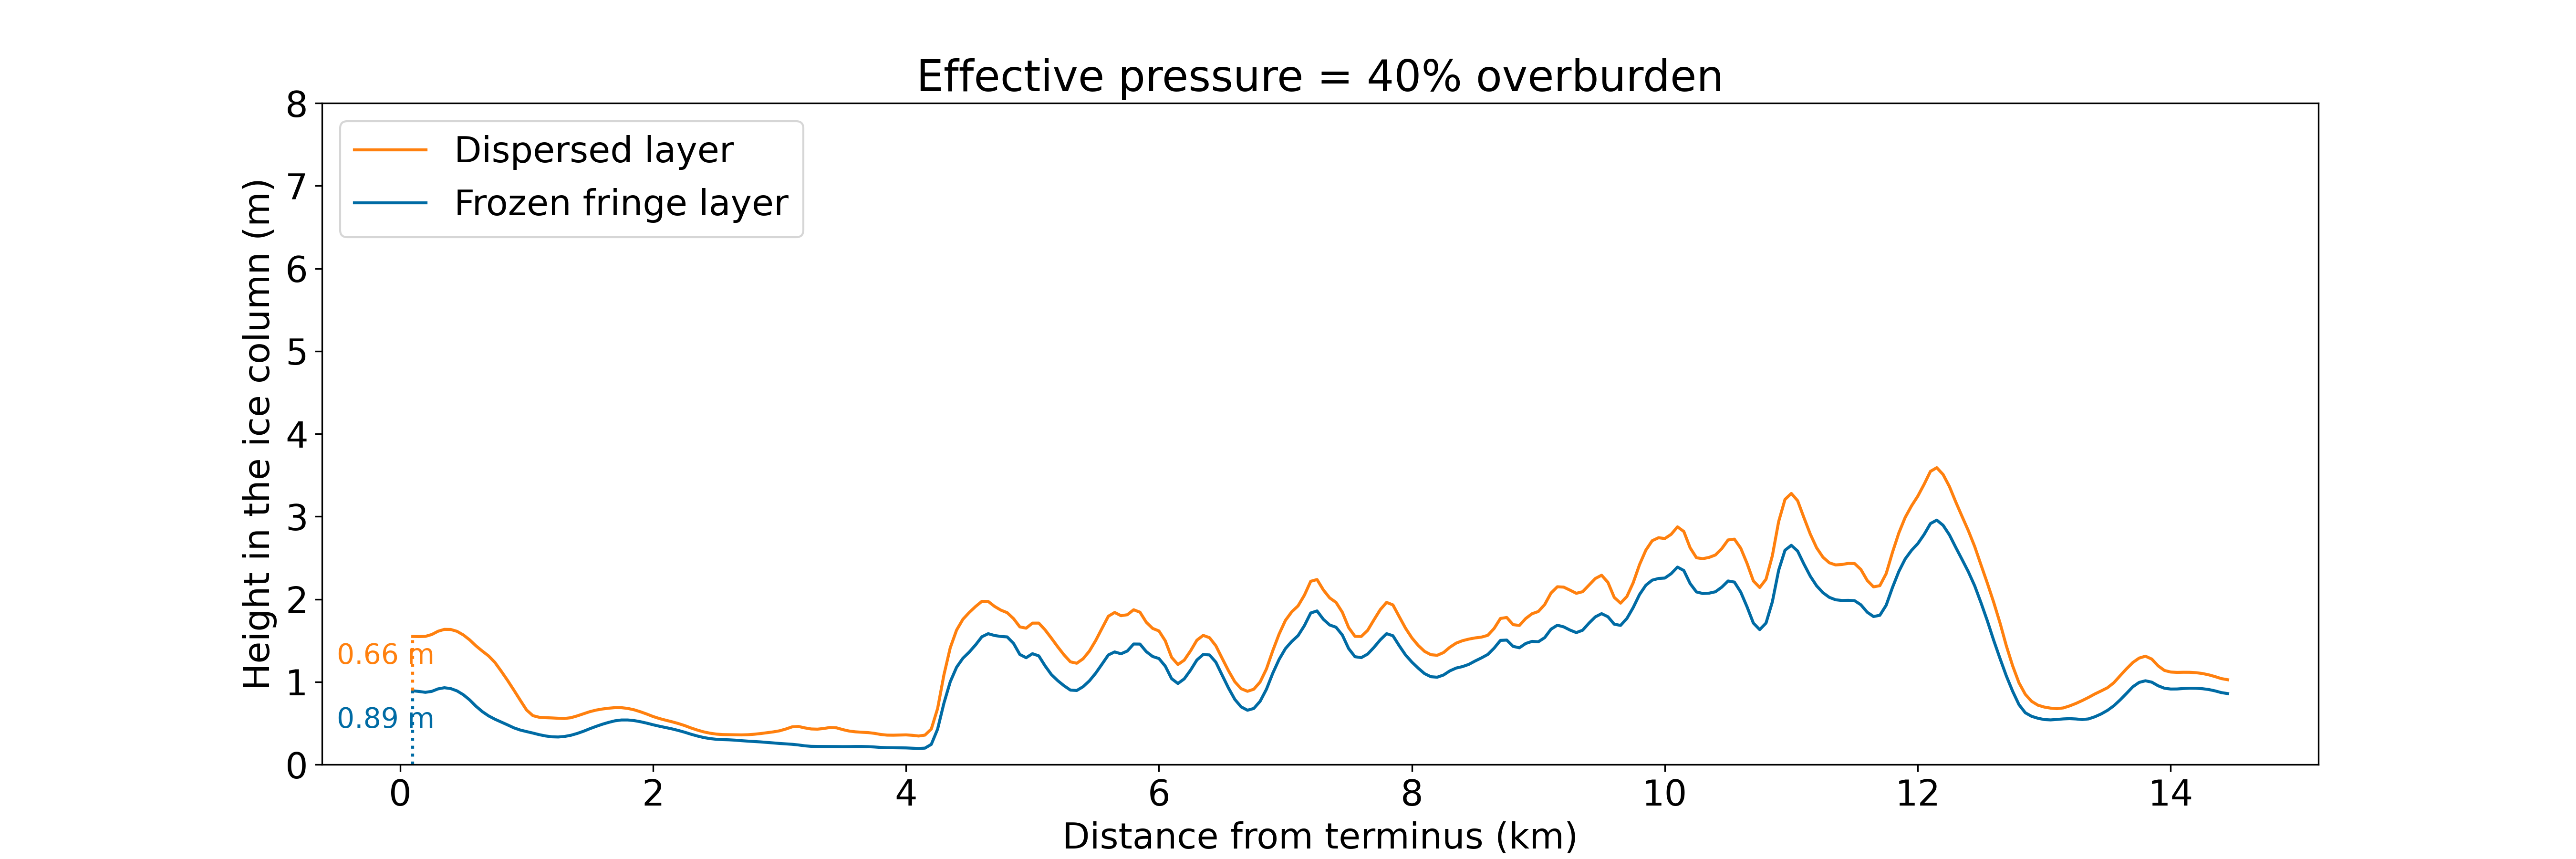 Effective pressure = 40% overburden
Dispersed layer
Frozen fringe layer
Height in the ice column (m)
8
7
6
5
4
3
2
1
0
0.66 m
0.89 m
0 2 4 6 8 10 12 14
Distance from terminus (km)